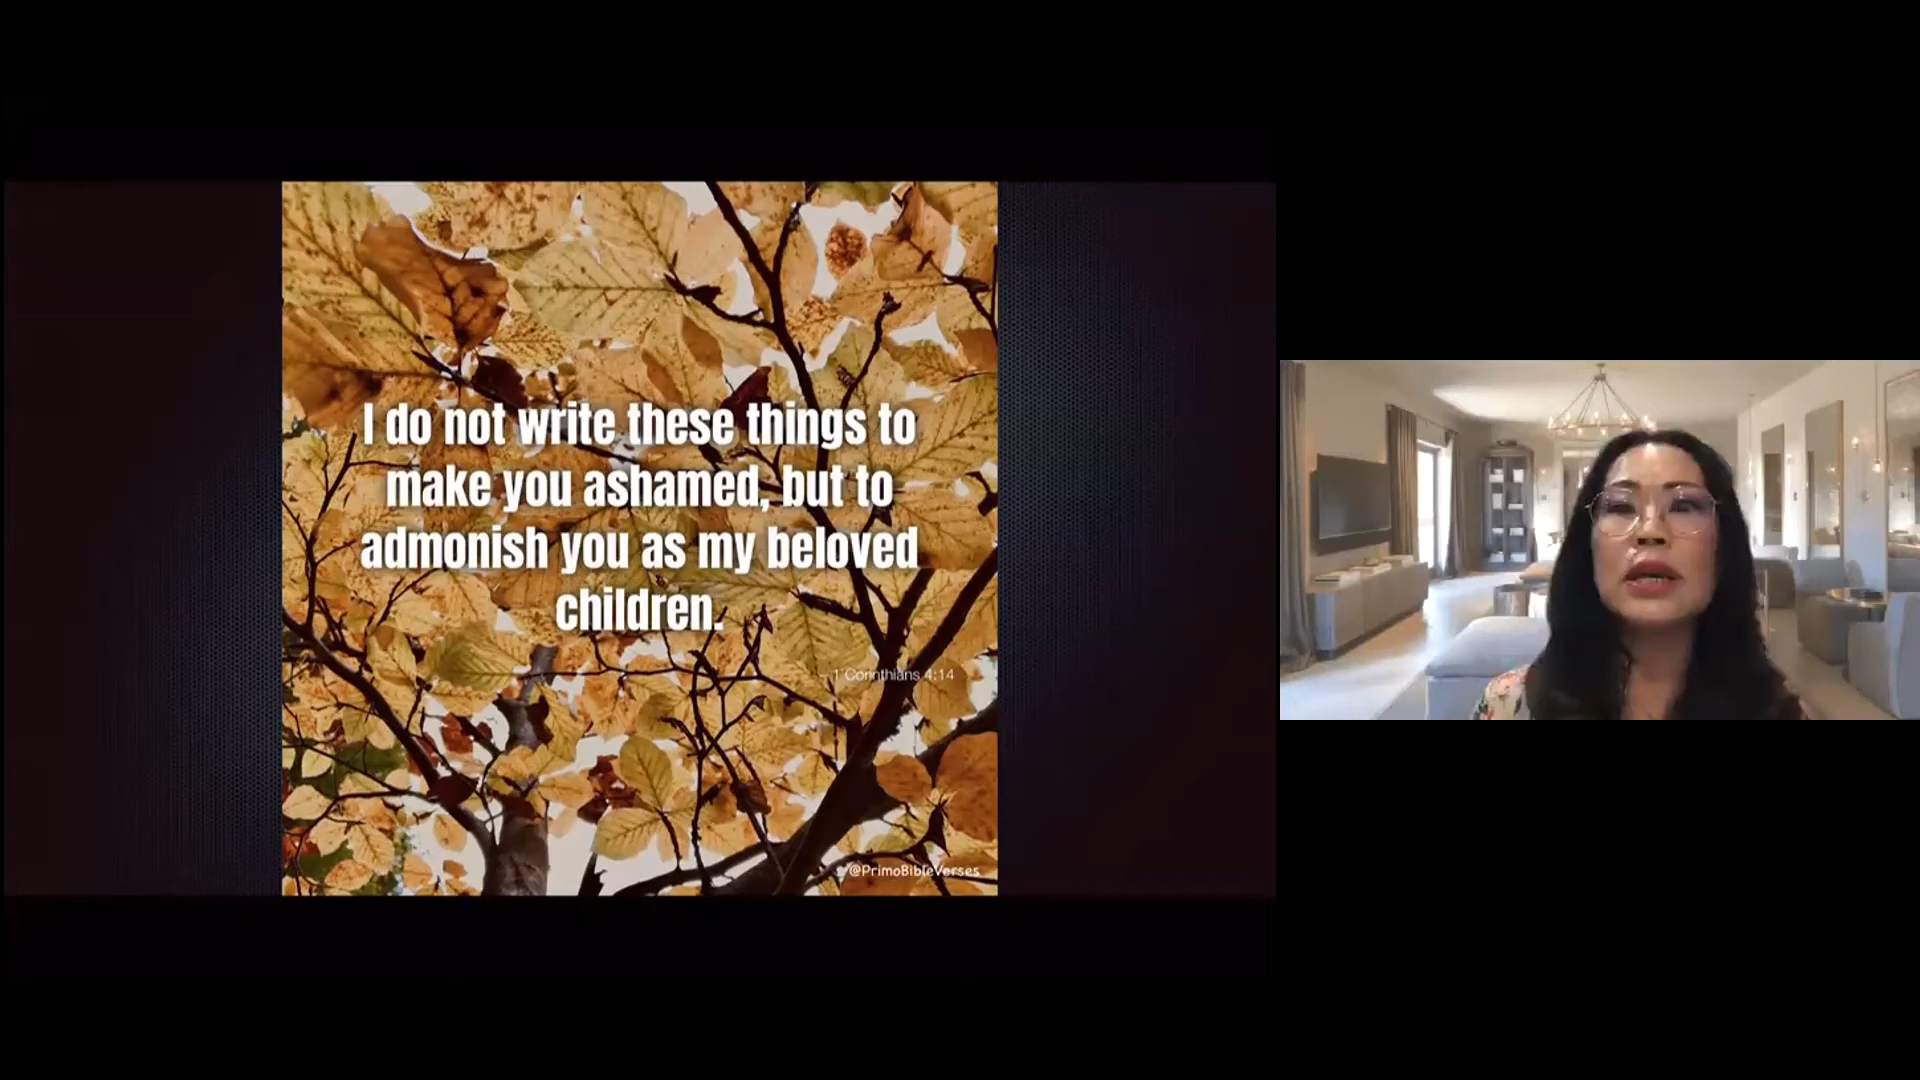 I do not write these things to
make you ashamed, but to
admonish you as my beloved
children.
1 Corinthians 4:14
@PrimoBibleVerses